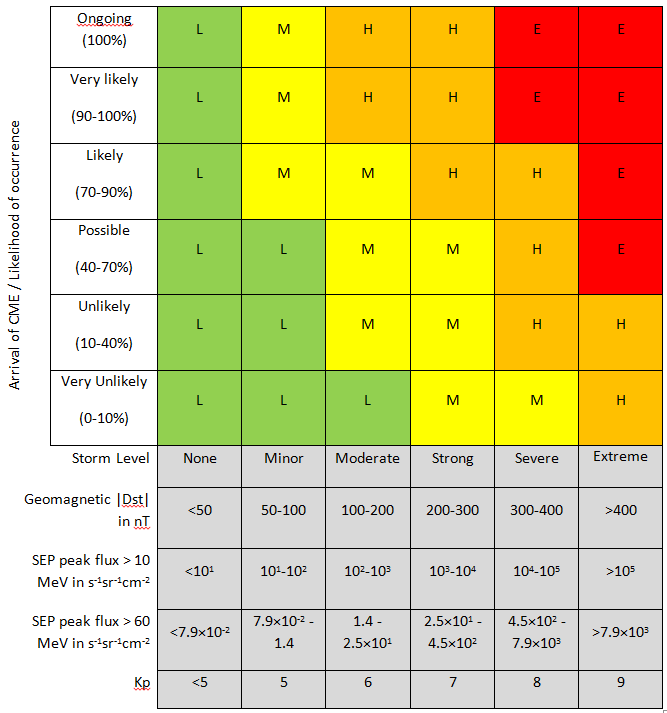 Arrival of CME / Likelihood of occurrence
Ongoing
(100%)
L M H H E E
Very likely
(90-100%)
L M H H E E
Likely
(70-90%)
L M M H H E
Possible
(40-70%)
L L M M H E
Unlikely
(10-40%)
L L M M H H
Very Unlikely
(0-10%)
L L L M M H
Storm Level None Minor Moderate Strong Severe Extreme
Geomagnetic |Dst|
in nT
<50 50-100 100-200 200-300 300-400 >400
SEP peak flux > 10
MeV in s⁻¹sr⁻¹cm⁻²
<10¹ 10¹-10² 10²-10³ 10³-10⁴ 10⁴-10⁵ >10⁵
SEP peak flux > 60
MeV in s⁻¹sr⁻¹cm⁻²
<7.9×10⁻² 7.9×10⁻² - 1.4 1.4 - 2.5×10¹ 2.5×10¹ - 4.5×10² 4.5×10² - 7.9×10³ >7.9×10³
Kp <5 5 6 7 8 9